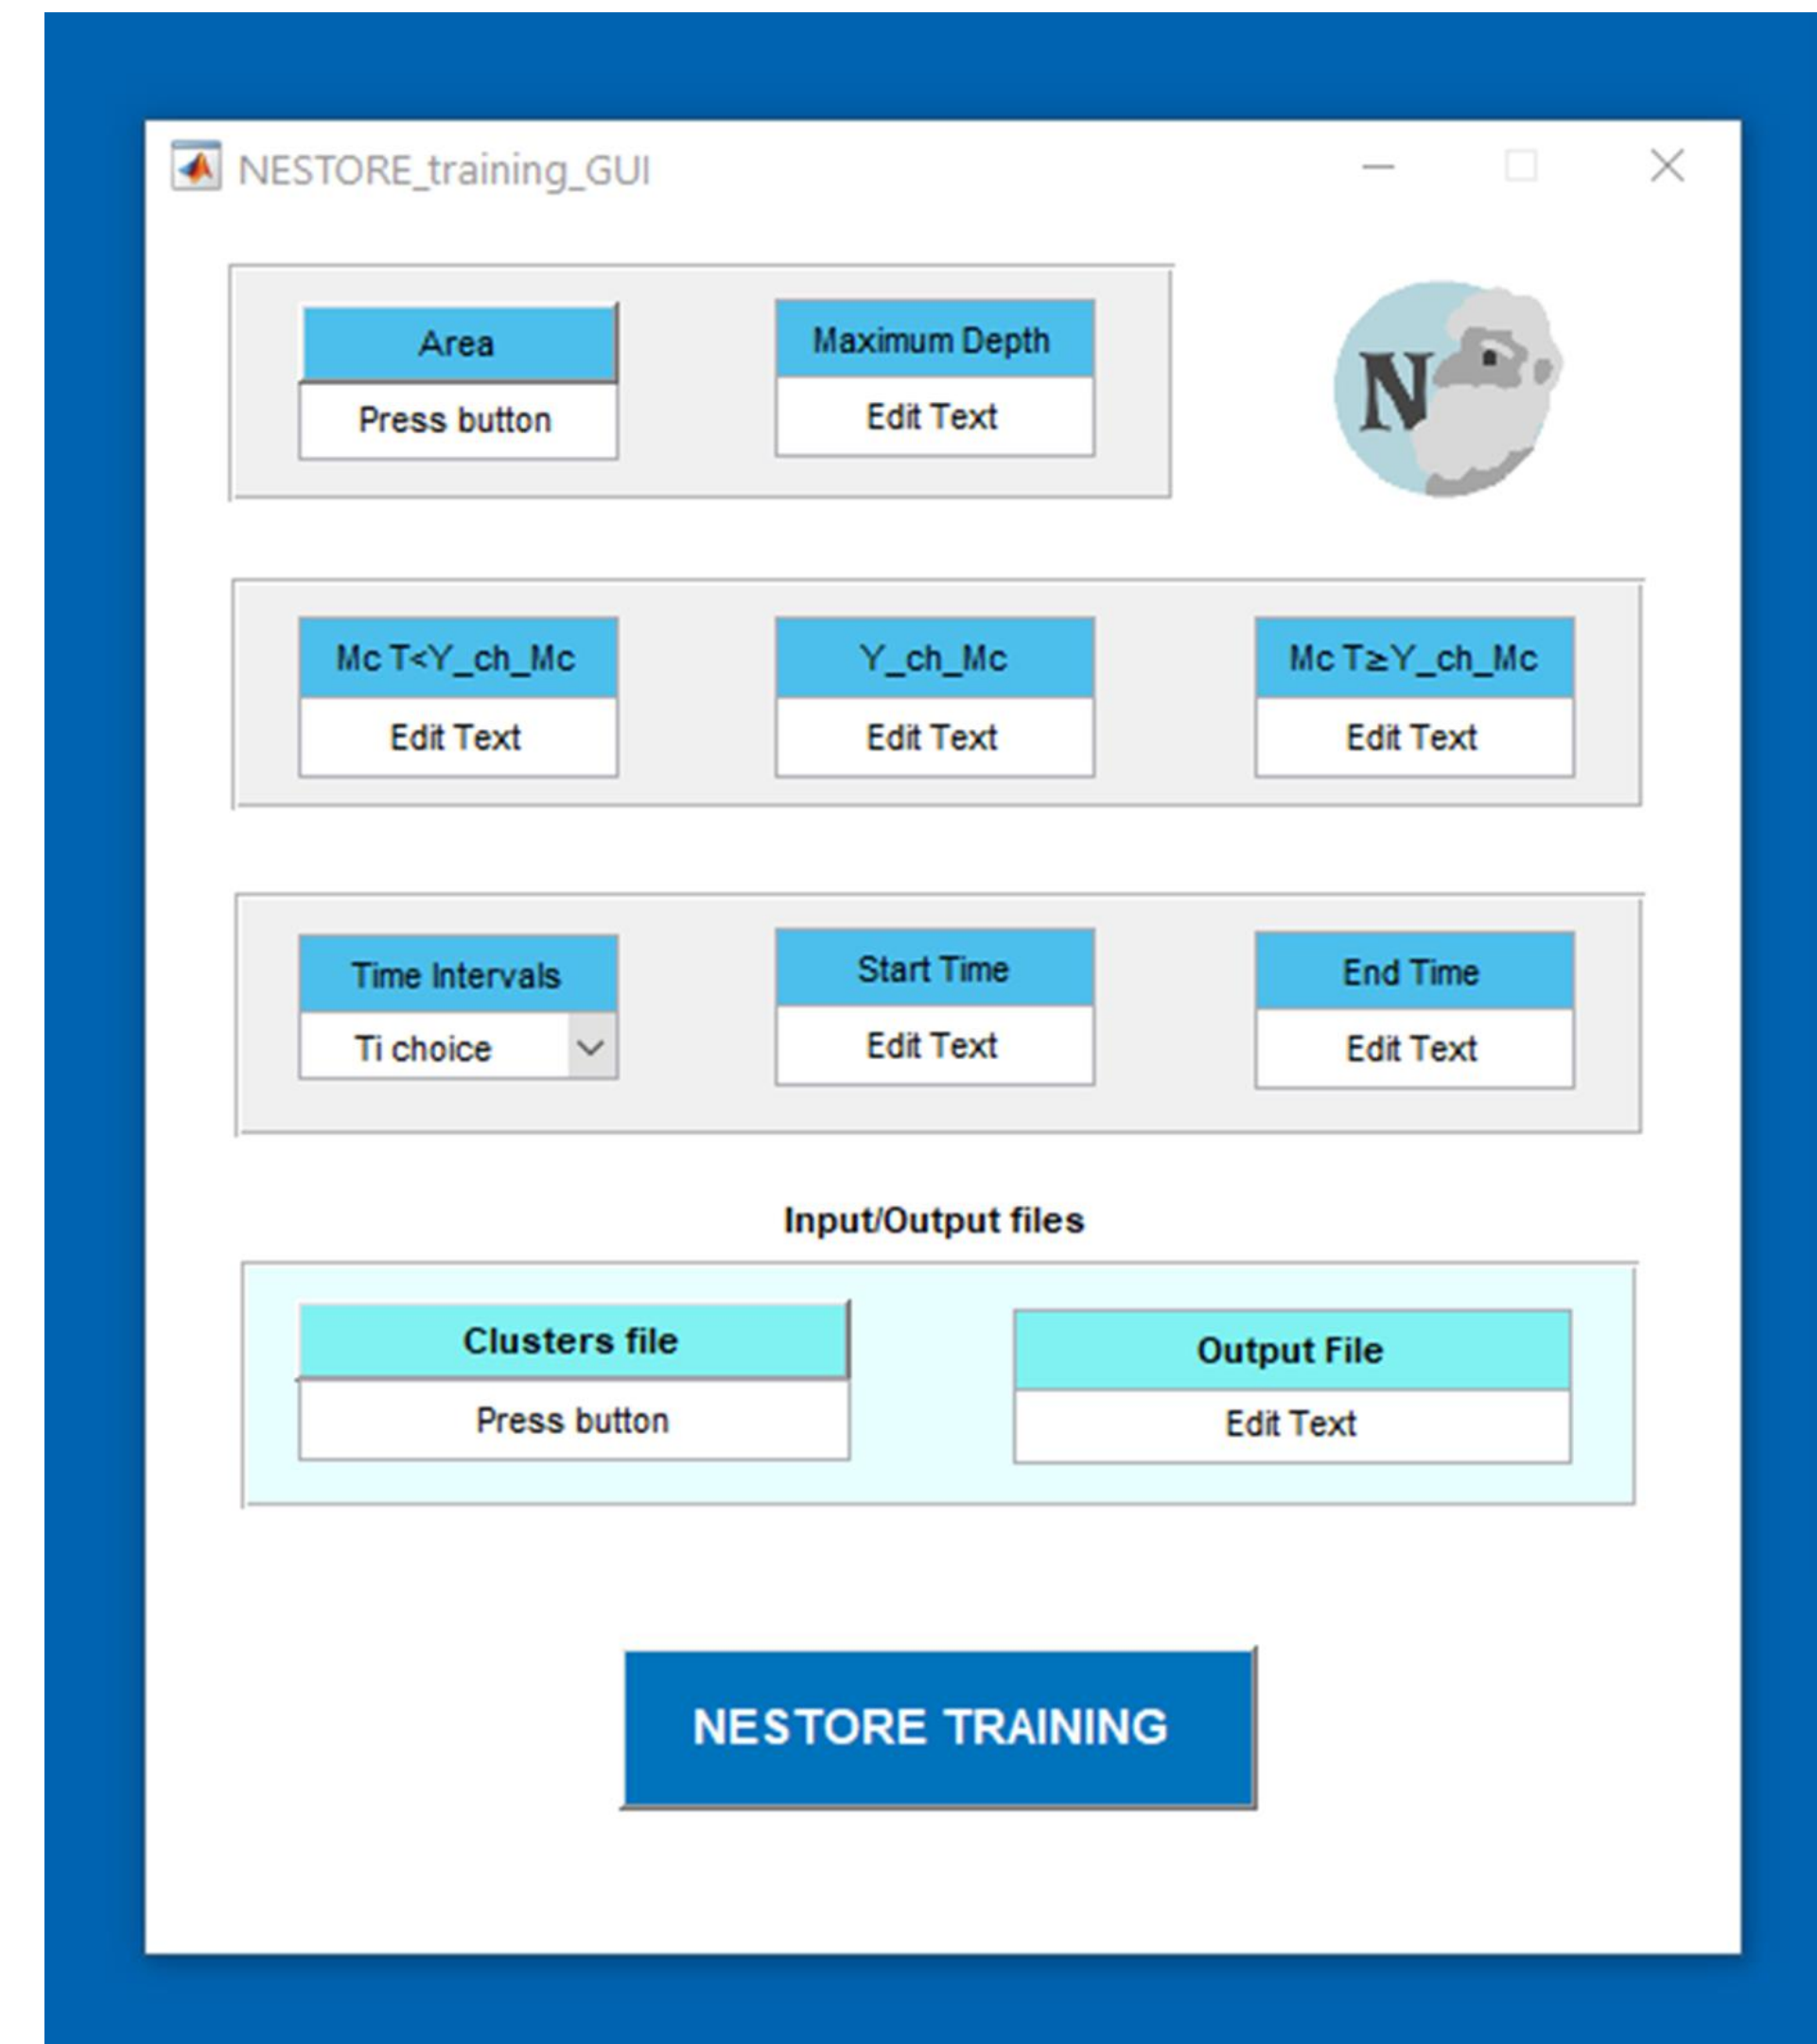 NESTORE_training_GUI
Area
Maximum Depth
Press button
Edit Text
N
Mc T<Y_ch_Mc
Y_ch_Mc
Mc T≥Y_ch_Mc
Edit Text
Edit Text
Edit Text
Time Intervals
Start Time
End Time
Ti choice
Edit Text
Edit Text
Input/Output files
Clusters file
Output File
Press button
Edit Text
NESTORE TRAINING